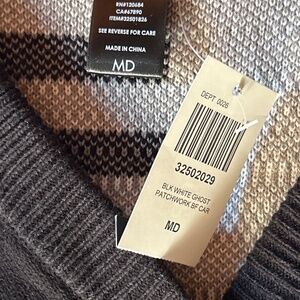 RN#120684
CA#67890
ITEM#32501826
SEE REVERSE FOR CARE
MADE IN CHINA
MD
DEPT 0026
32502029
BLK WHITE GHOST
PATCHWORK BF CAR
MD